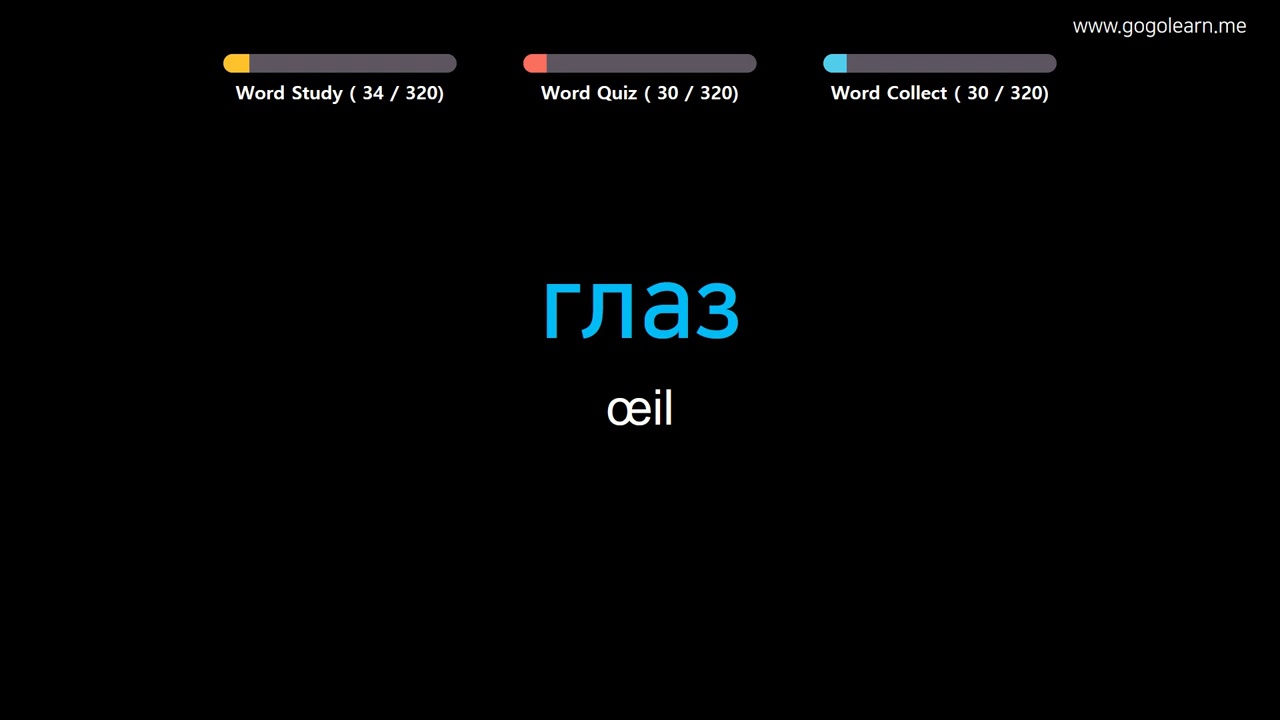 www.gogolearn.me
Word Study ( 34 / 320)
Word Quiz ( 30 / 320)
Word Collect ( 30 / 320)
глаз
œil